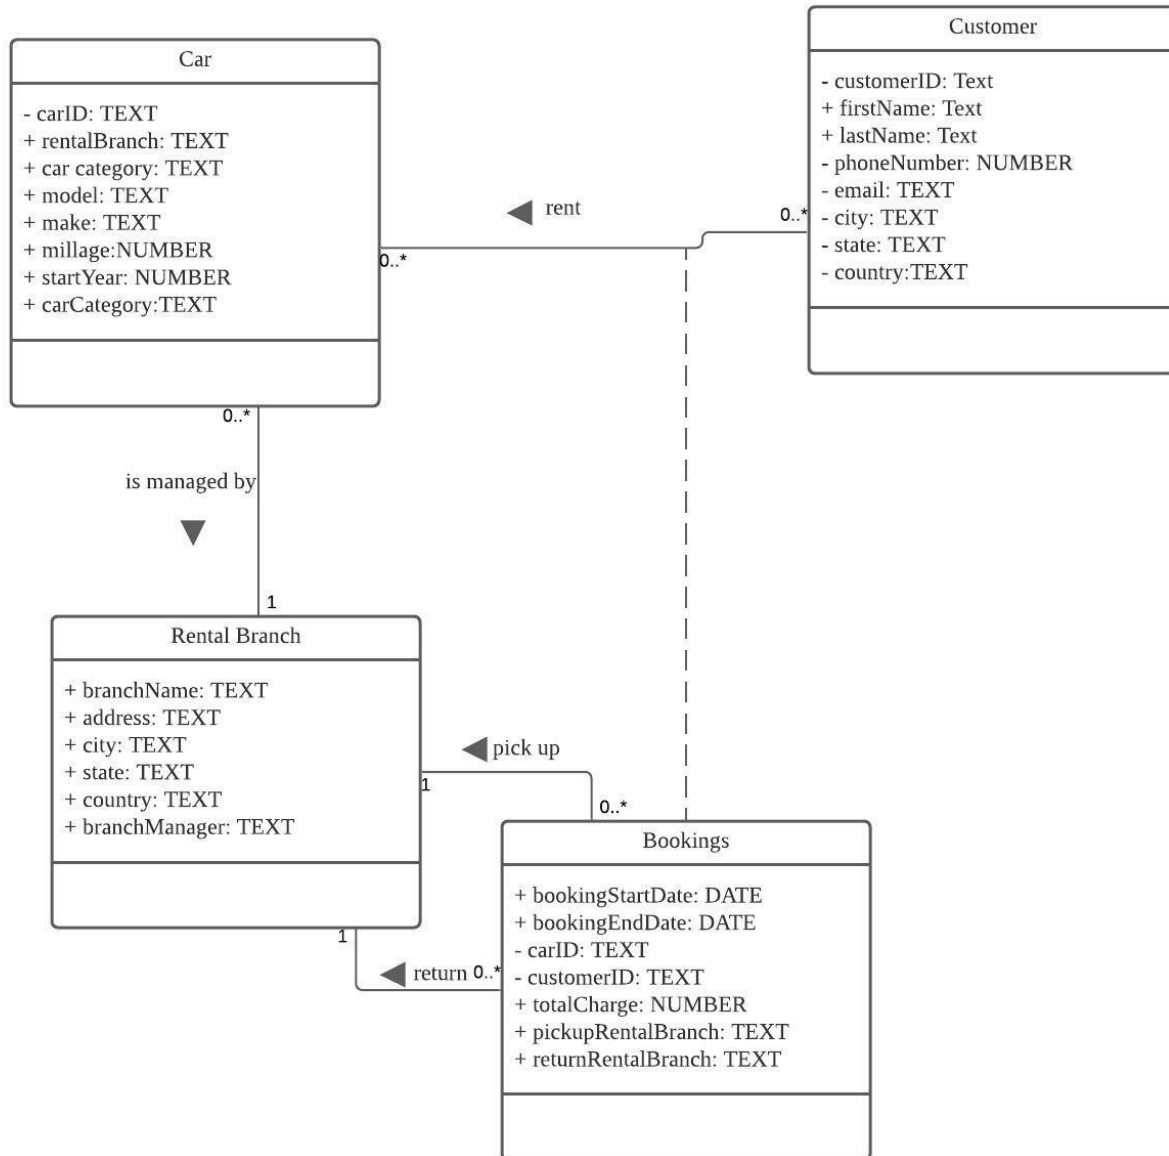 Car
- carID: TEXT
+ rentalBranch: TEXT
+ car category: TEXT
+ model: TEXT
+ make: TEXT
+ millage:NUMBER
+ startYear: NUMBER
+ carCategory:TEXT
Customer
- customerID: Text
+ firstName: Text
+ lastName: Text
- phoneNumber: NUMBER
- email: TEXT
- city: TEXT
- state: TEXT
- country:TEXT
rent
0..*
0..*
0..*
is managed by
1
Rental Branch
+ branchName: TEXT
+ address: TEXT
+ city: TEXT
+ state: TEXT
+ country: TEXT
+ branchManager: TEXT
pick up
1
0..*
Bookings
+ bookingStartDate: DATE
+ bookingEndDate: DATE
- carID: TEXT
- customerID: TEXT
+ totalCharge: NUMBER
+ pickupRentalBranch: TEXT
+ returnRentalBranch: TEXT
1
return 0..*